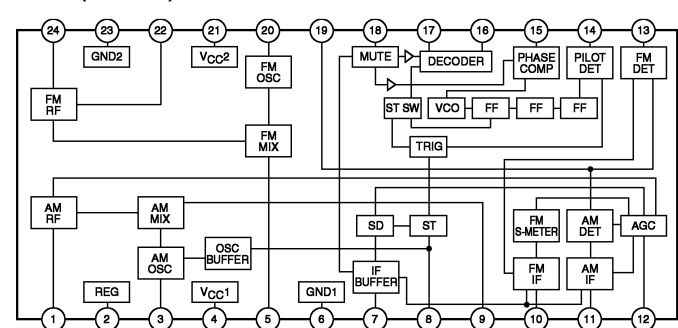 24 23 22 21 20 19 18 17 16 15 14 13
GND2
VCC2
FM OSC
MUTE
DECODER
PHASE COMP
PILOT DET
FM DET
FM RF
ST SW
VCO
FF
FF
FF
FM MIX
TRIG
AM RF
AM MIX
SD
ST
FM S-METER
AM DET
AGC
OSC BUFFER
AM OSC
IF BUFFER
FM IF
AM IF
REG
VCC1
GND1
1 2 3 4 5 6 7 8 9 10 11 12